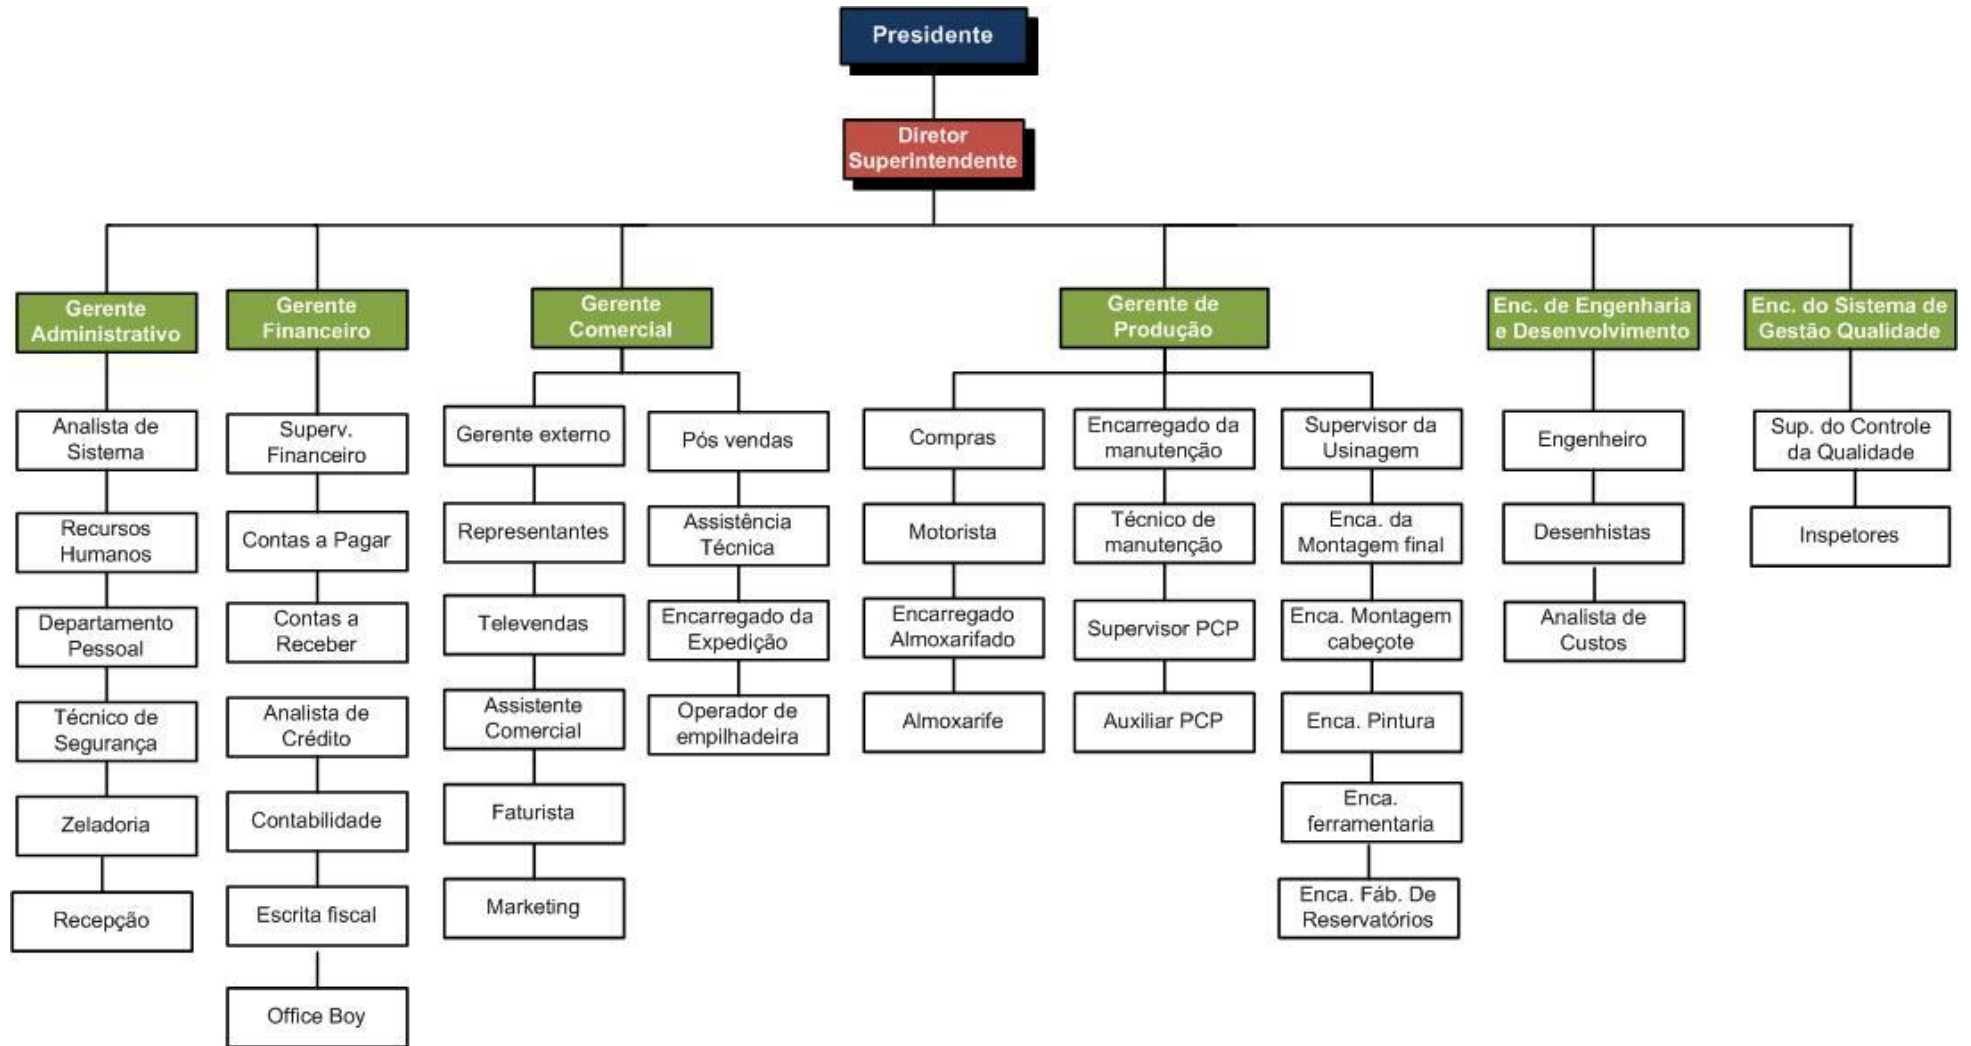 Presidente
Diretor
Superintendente
Gerente
Administrativo
Gerente
Financeiro
Gerente
Comercial
Gerente de
Produção
Enc. de Engenharia
e Desenvolvimento
Enc. do Sistema de
Gestão Qualidade
Analista de
Sistema
Recursos
Humanos
Departamento
Pessoal
Técnico de
Segurança
Zeladoria
Recepção
Superv.
Financeiro
Contas a Pagar
Contas a
Receber
Analista de
Crédito
Contabilidade
Escrita fiscal
Office Boy
Gerente externo
Representantes
Televendas
Assistente
Comercial
Faturista
Marketing
Pós vendas
Assistência
Técnica
Encarregado da
Expedição
Operador de
empilhadeira
Compras
Motorista
Encarregado
Almoxarifado
Almoxarife
Encarregado da
manutenção
Técnico de
manutenção
Supervisor PCP
Auxiliar PCP
Supervisor da
Usinagem
Enca. da
Montagem final
Enca. Montagem
cabeçote
Enca. Pintura
Enca.
ferramentaria
Enca. Fáb. De
Reservatórios
Engenheiro
Desenhistas
Analista de
Custos
Sup. do Controle
da Qualidade
Inspetores